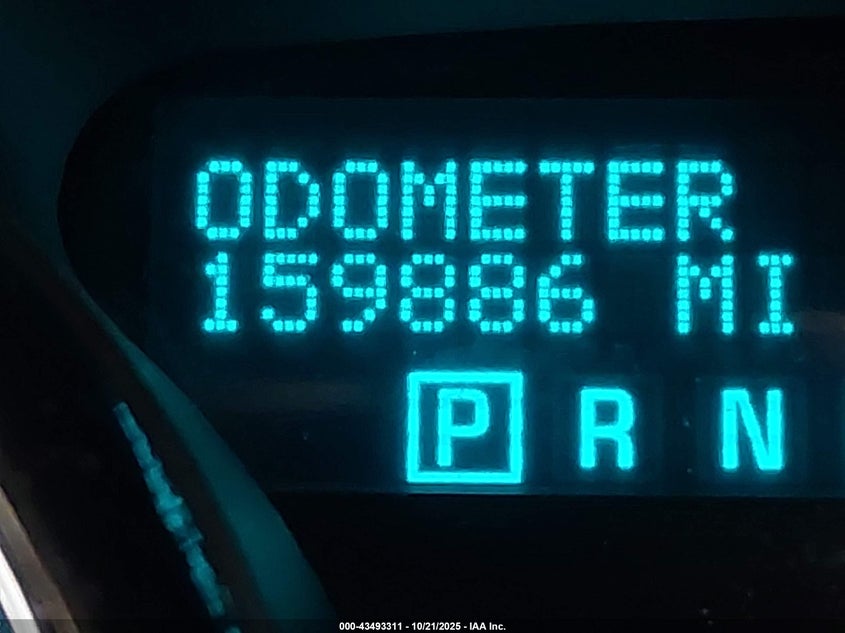 ODOMETER
159886 MI
P R N
000-43493311 - 10/21/2025 - IAA Inc.